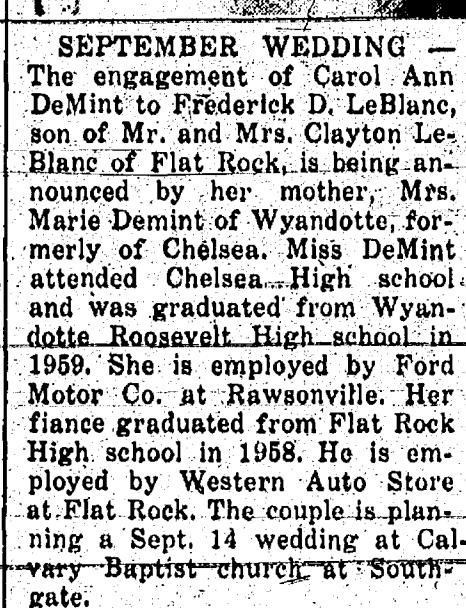 SEPTEMBER WEDDING —
The engagement of Carol Ann
DeMint to Frederick D. LeBlanc,
son of Mr. and Mrs. Clayton Le-
Blanc of Flat Rock, is being an-
nounced by her mother, Mrs.
Marie Demint of Wyandotte, for-
merly of Chelsea. Miss DeMint
attended Chelsea High school
and was graduated from Wyan-
dotte Roosevelt High school in
1959. She is employed by Ford
Motor Co. at Rawsonville. Her
fiance graduated from Flat Rock
High school in 1958. He is em-
ployed by Western Auto Store
at Flat Rock. The couple is plan-
ning a Sept. 14 wedding at Cal-
vary Baptist church at South-
gate.